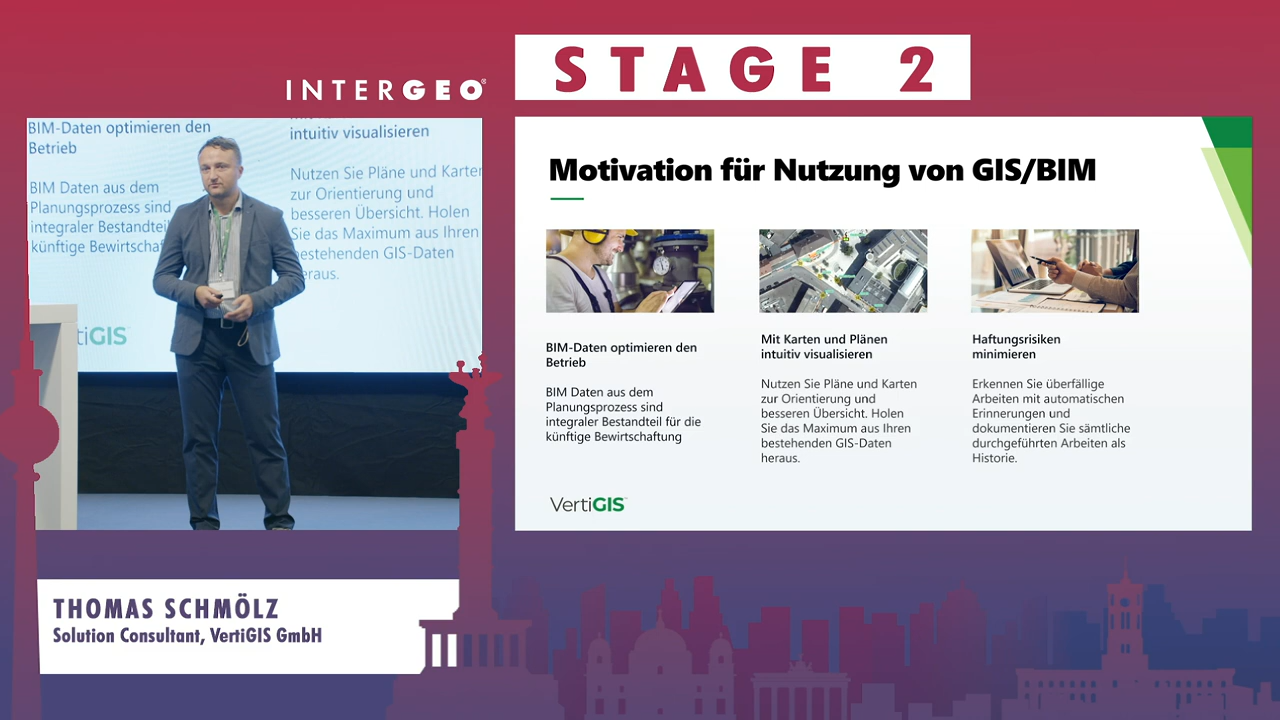 INTERGEO®
STAGE 2
BIM-Daten optimieren den
Betrieb
BIM Daten aus dem
Planungsprozess sind
integraler Bestandteil
künftige
intuitiv visualisieren
Nutzen Sie Pläne und Karten
zur Orientierung und
besseren Übersicht. Holen
Sie das Maximum aus Ihren
bestehenden GIS-Daten
heraus.
tiGIS
Motivation für Nutzung von GIS/BIM
BIM-Daten optimieren den
Betrieb
BIM Daten aus dem
Planungsprozess sind
integraler Bestandteil für die
künftige Bewirtschaftung
Mit Karten und Plänen
intuitiv visualisieren
Nutzen Sie Pläne und Karten
zur Orientierung und
besseren Übersicht. Holen
Sie das Maximum aus Ihren
bestehenden GIS-Daten
heraus.
Haftungsrisiken
minimieren
Erkennen Sie überfällige
Arbeiten mit automatischen
Erinnerungen und
dokumentieren Sie sämtliche
durchgeführten Arbeiten als
Historie.
VertiGIS™
THOMAS SCHMÖLZ
Solution Consultant, VertiGIS GmbH